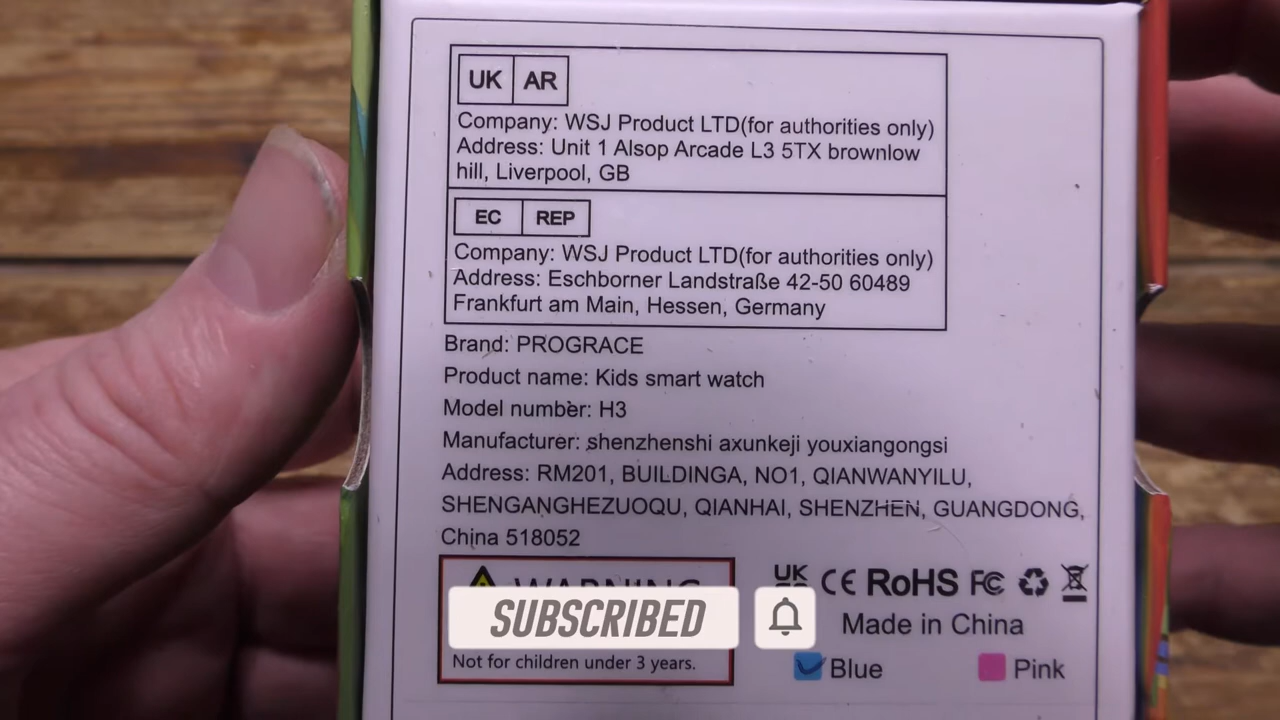 UK AR
Company: WSJ Product LTD(for authorities only)
Address: Unit 1 Alsop Arcade L3 5TX brownlow
hill, Liverpool, GB
EC REP
Company: WSJ Product LTD(for authorities only)
Address: Eschborner Landstraße 42-50 60489
Frankfurt am Main, Hessen, Germany
Brand: PROGRACE
Product name: Kids smart watch
Model number: H3
Manufacturer: shenzhenshi axunkeji youxiangongsi
Address: RM201, BUILDINGA, NO1, QIANWANYILU,
SHENGANGHEZUOQU, QIANHAI, SHENZHEN, GUANGDONG,
China 518052
WARNING
SUBSCRIBED
Not for children under 3 years.
UK CE RoHS FC
Made in China
Blue Pink